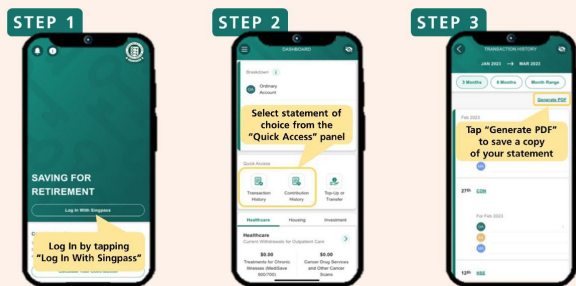 STEP 1
SAVING FOR
RETIREMENT
Log In With Singpass
Log In by tapping
"Log In With Singpass"
STEP 2
DASHBOARD
Breakdown
Ordinary
Account
Select statement of
choice from the
"Quick Access" panel
Quick Access
Transaction
History
Contribution
History
Top-Up or
Transfer
Healthcare
Housing
Investment
Healthcare
Current Withdrawals for Outpatient Care
$0.00
Treatments for Chronic
Illnesses (MediSave
500/700)
$0.00
Cancer Drug Services
and Other Cancer
Scans
STEP 3
TRANSACTION HISTORY
JAN 2023 → MAR 2023
3 Months
6 Months
Month Range
Generate PDF
Feb 2023
Tap "Generate PDF"
to save a copy
of your statement
27th CON
For Feb 2023
OA
MA